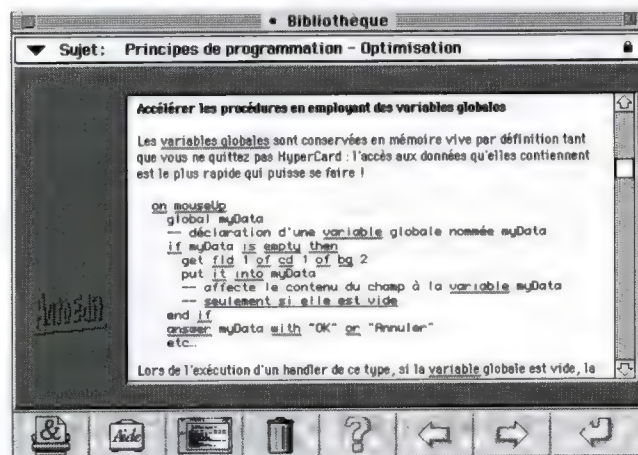 • Bibliothèque
Sujet: Principes de programmation - Optimisation
Accélérer les procédures en employant des variables globales
Les variables globales sont conservées en mémoire vive par définition tant
que vous ne quittez pas HyperCard : l'accès aux données qu'elles contiennent
est le plus rapide qui puisse se faire !
on mouseUp
global myData
-- déclaration d'une variable globale nommée myData
if myData is empty then
get fld 1 of cd 1 of bg 2
put it into myData
-- affecte le contenu du champ à la variable myData
-- seulement si elle est vide
end if
answer myData with "OK" or "Annuler"
etc…
Lors de l'exécution d'un handler de ce type, si la variable globale est vide, la
&
Aide
?